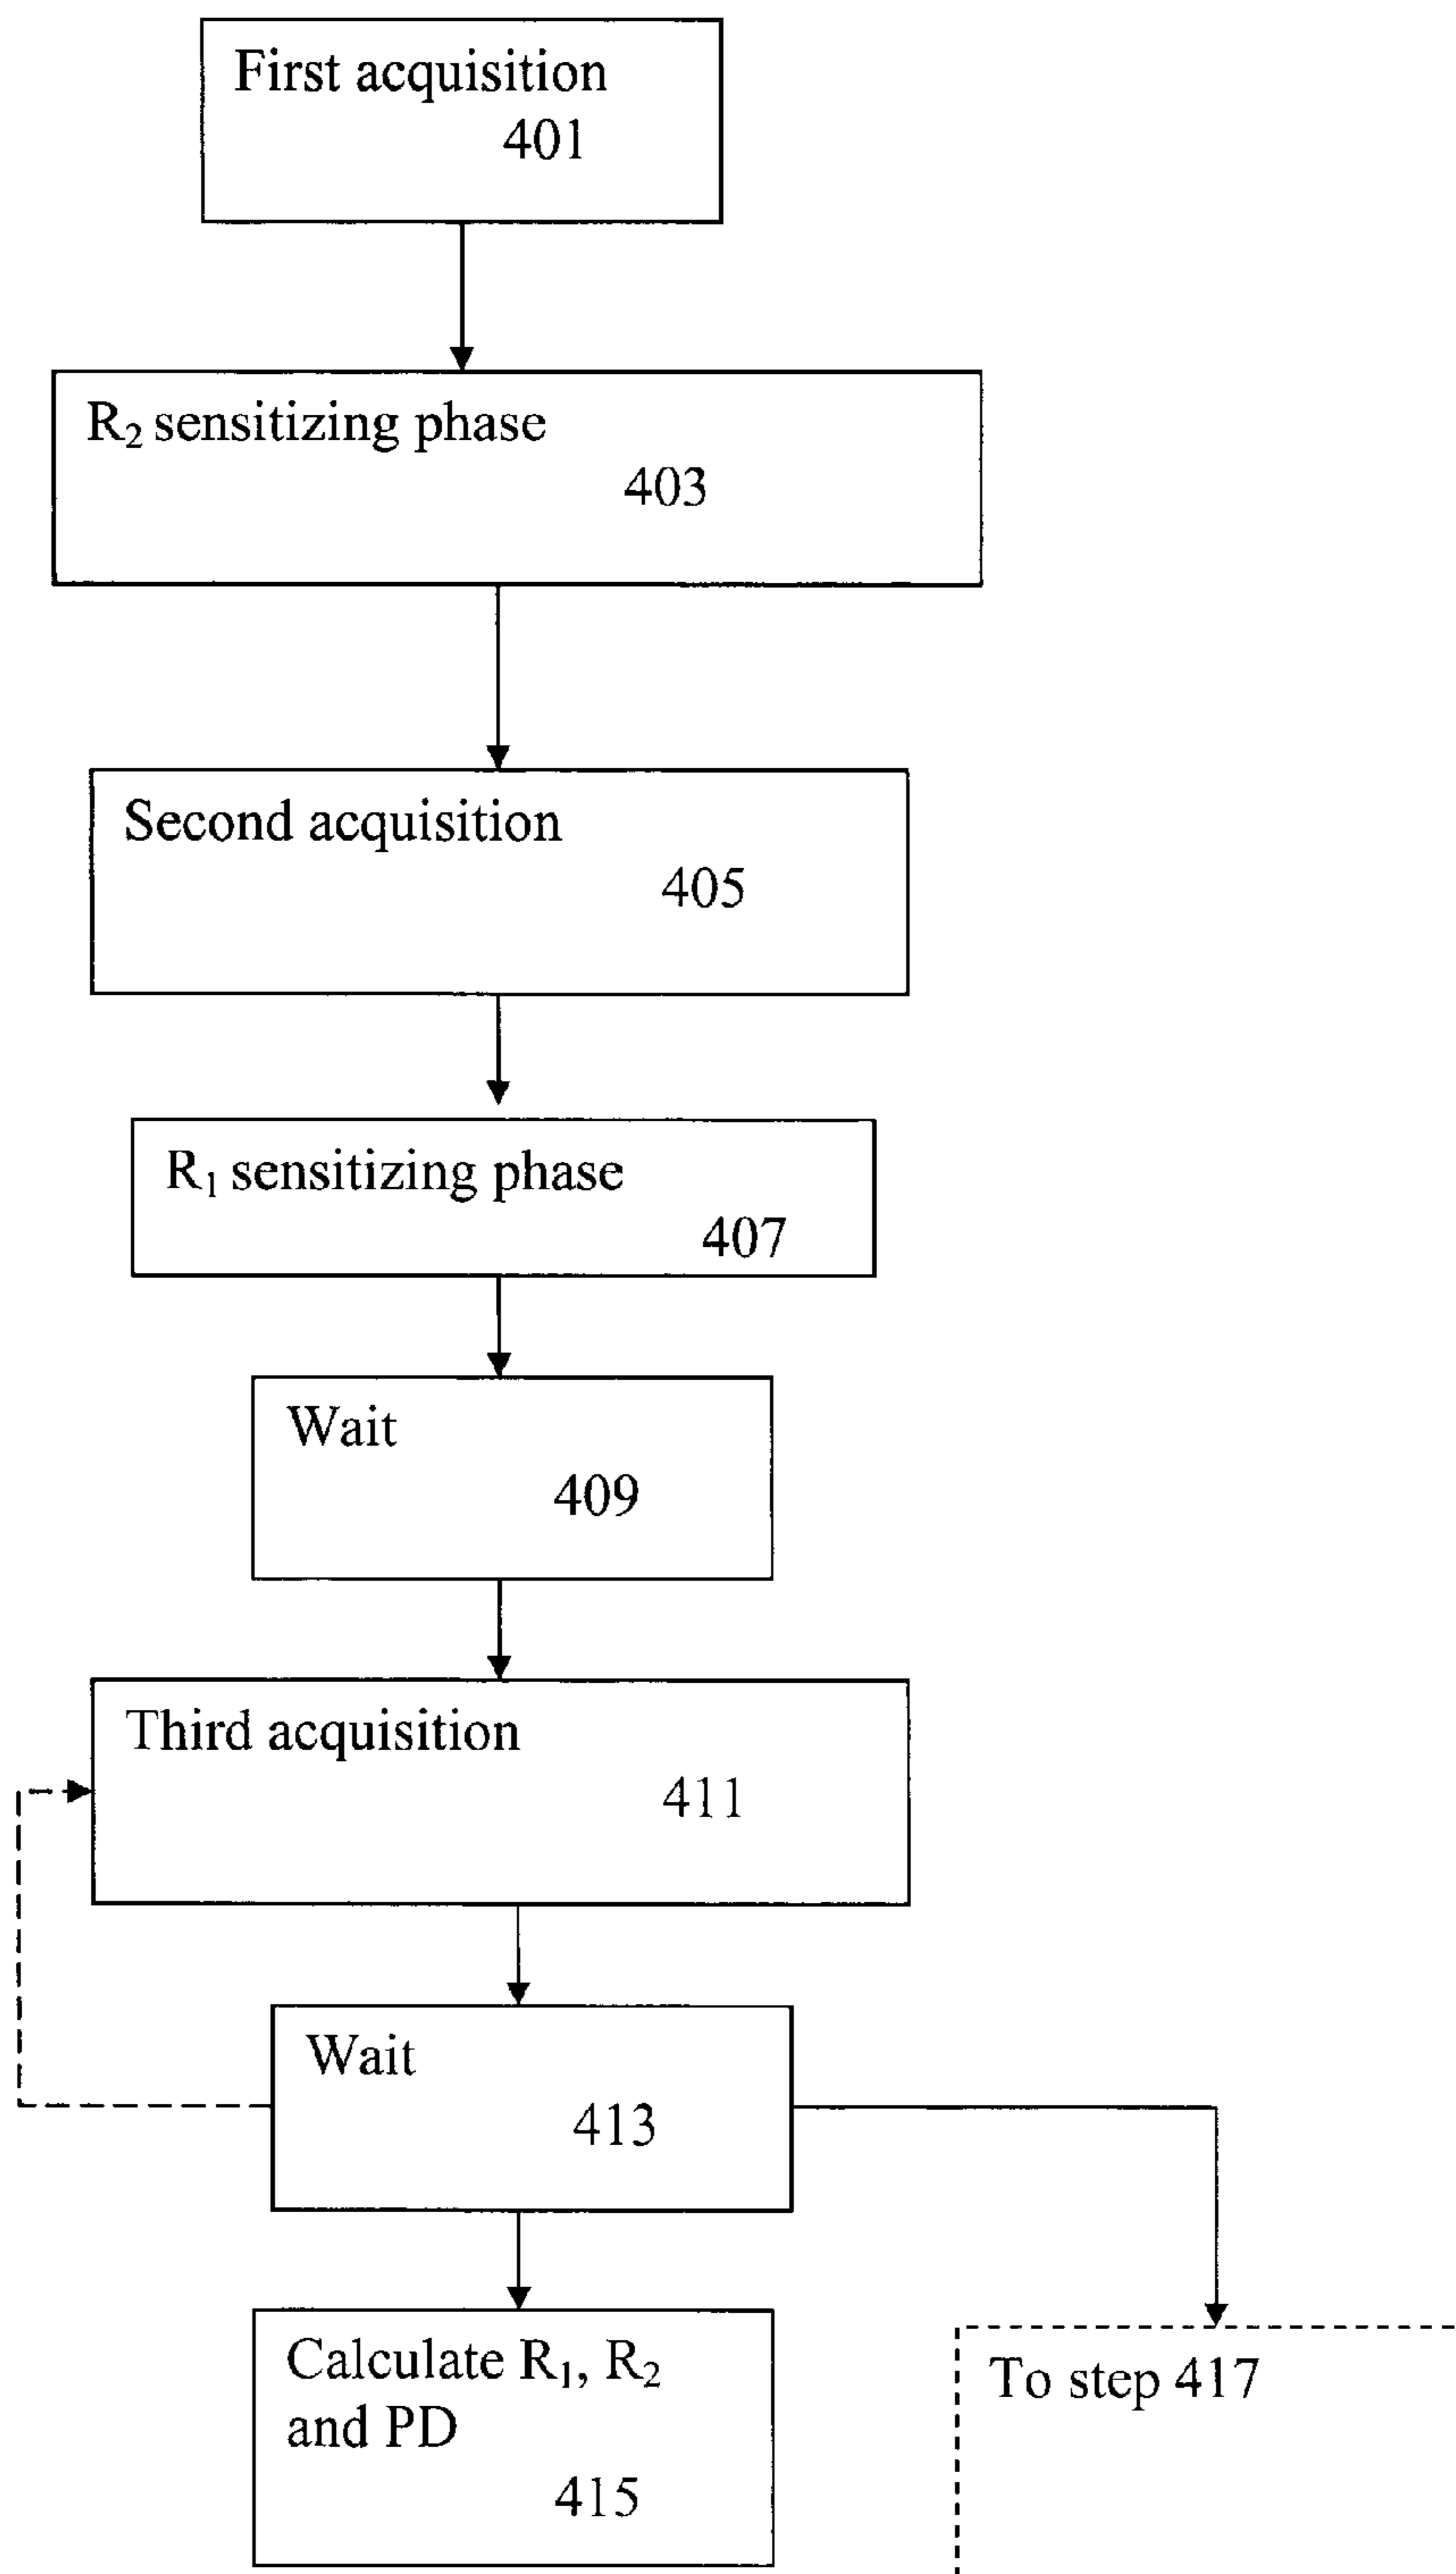 First acquisition
401
R₂ sensitizing phase
403
Second acquisition
405
R₁ sensitizing phase
407
Wait
409
Third acquisition
411
Wait
413
Calculate R₁, R₂
and PD
415
To step 417